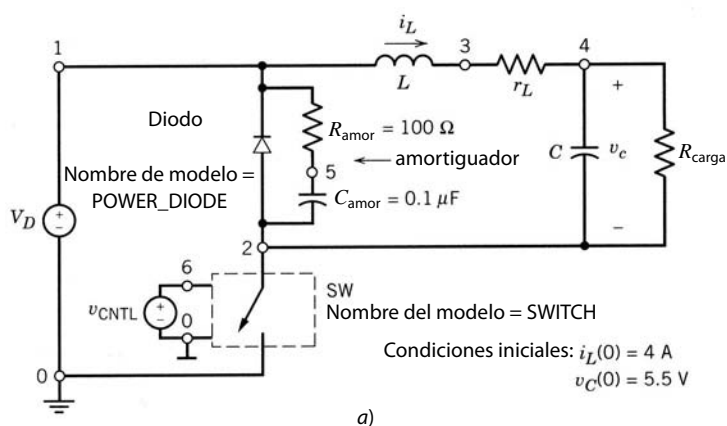 1
i_L
3
4
L
r_L
+
Diodo
R_amor = 100 Ω
amortiguador
Nombre de modelo =
POWER_DIODE
5
C
v_c
R_carga
V_D
+
−
C_amor = 0.1 μF
−
2
6
SW
v_CNTL
+
−
Nombre del modelo = SWITCH
0
Condiciones iniciales: i_L(0) = 4 A
v_C(0) = 5.5 V
0
a)